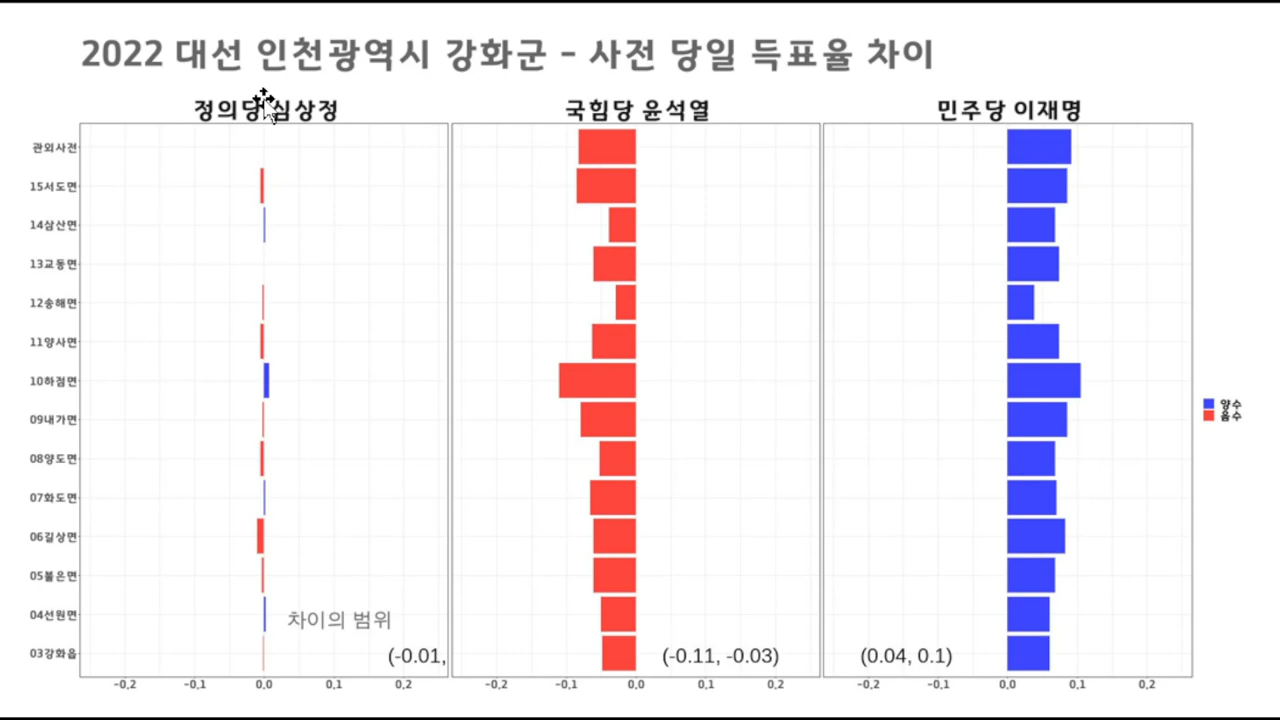 2022 대선 인천광역시 강화군 - 사전 당일 득표율 차이
정의당 심상정
국힘당 윤석열
민주당 이재명
관외사전
15서도면
14삼산면
13교동면
12송해면
11양사면
10하점면
09내가면
08양도면
07화도면
06길상면
05불은면
04선원면
03강화읍
차이의 범위
(-0.01,
(-0.11, -0.03)
(0.04, 0.1)
-0.2 -0.1 0.0 0.1 0.2
-0.2 -0.1 0.0 0.1 0.2
-0.2 -0.1 0.0 0.1 0.2
양수
음수